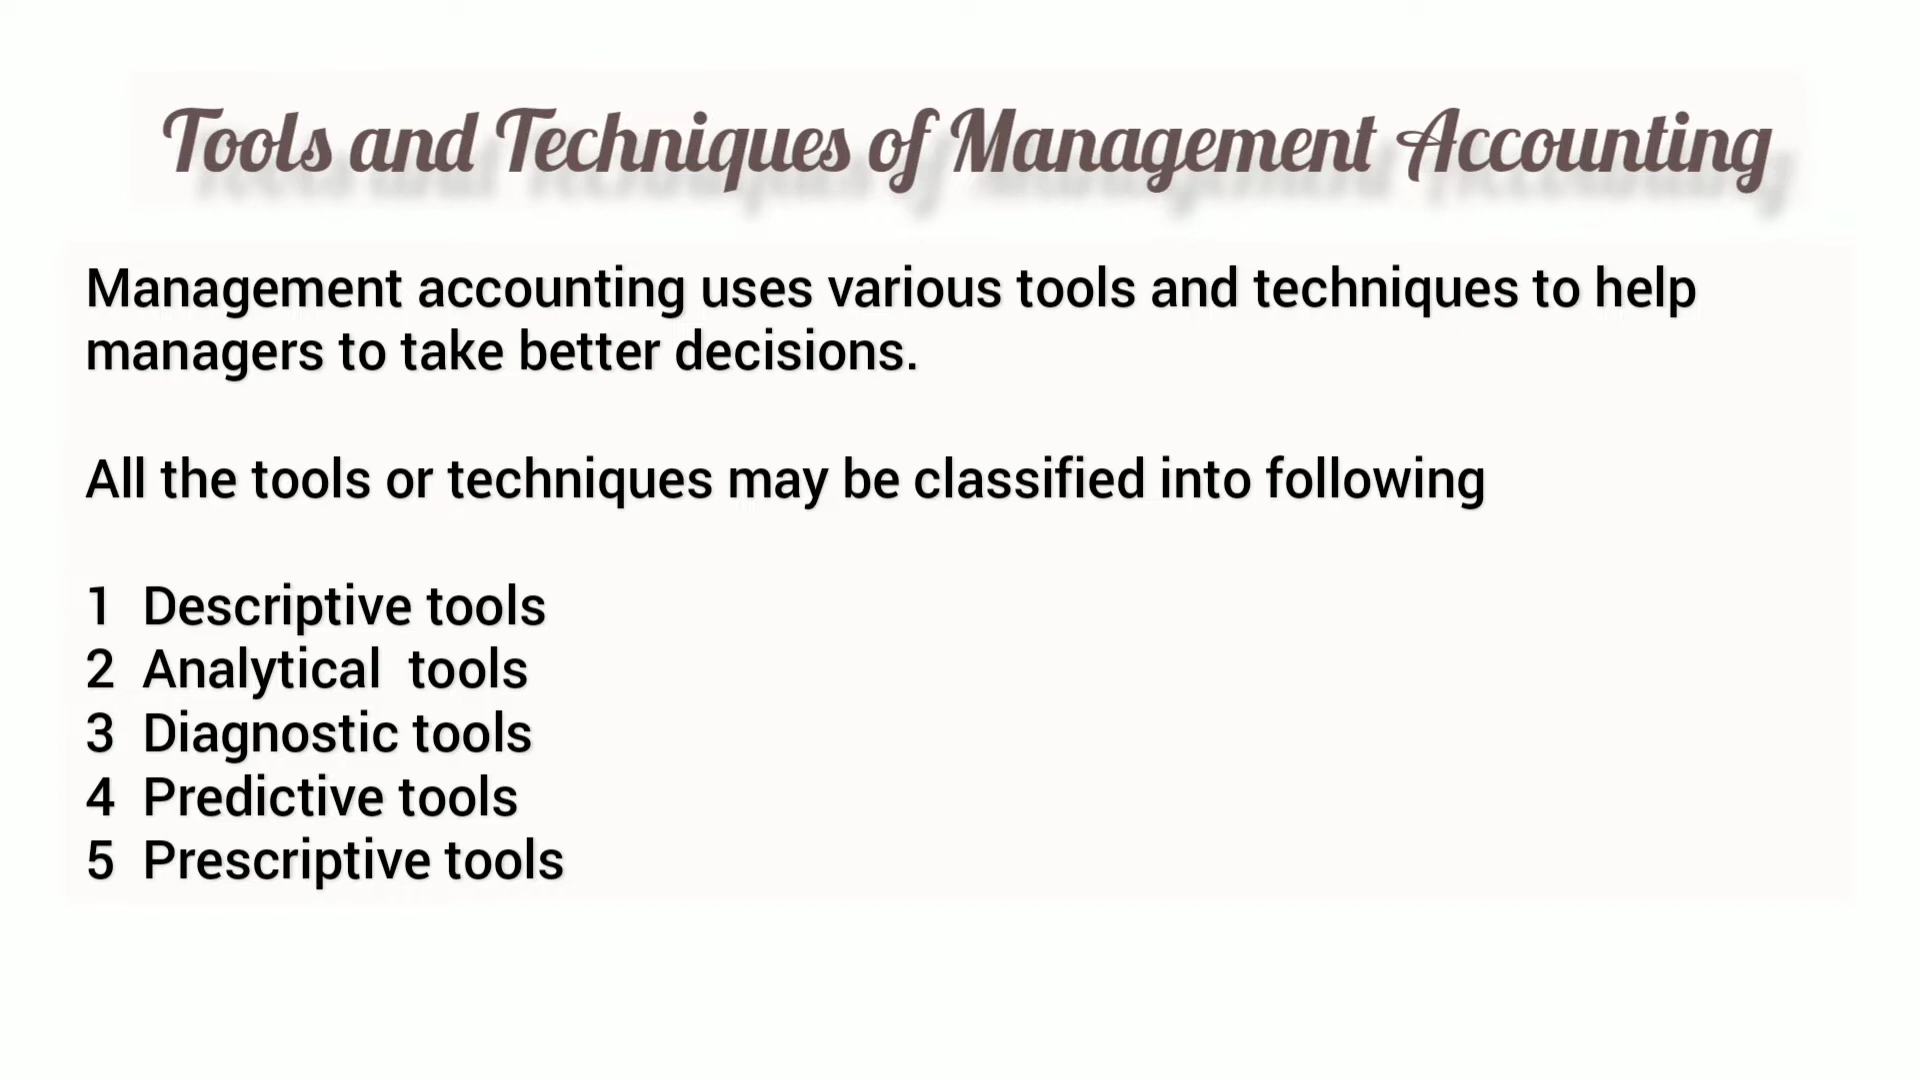 Tools and Techniques of Management Accounting
Management accounting uses various tools and techniques to help
managers to take better decisions.
All the tools or techniques may be classified into following
1  Descriptive tools
2  Analytical  tools
3  Diagnostic tools
4  Predictive tools
5  Prescriptive tools